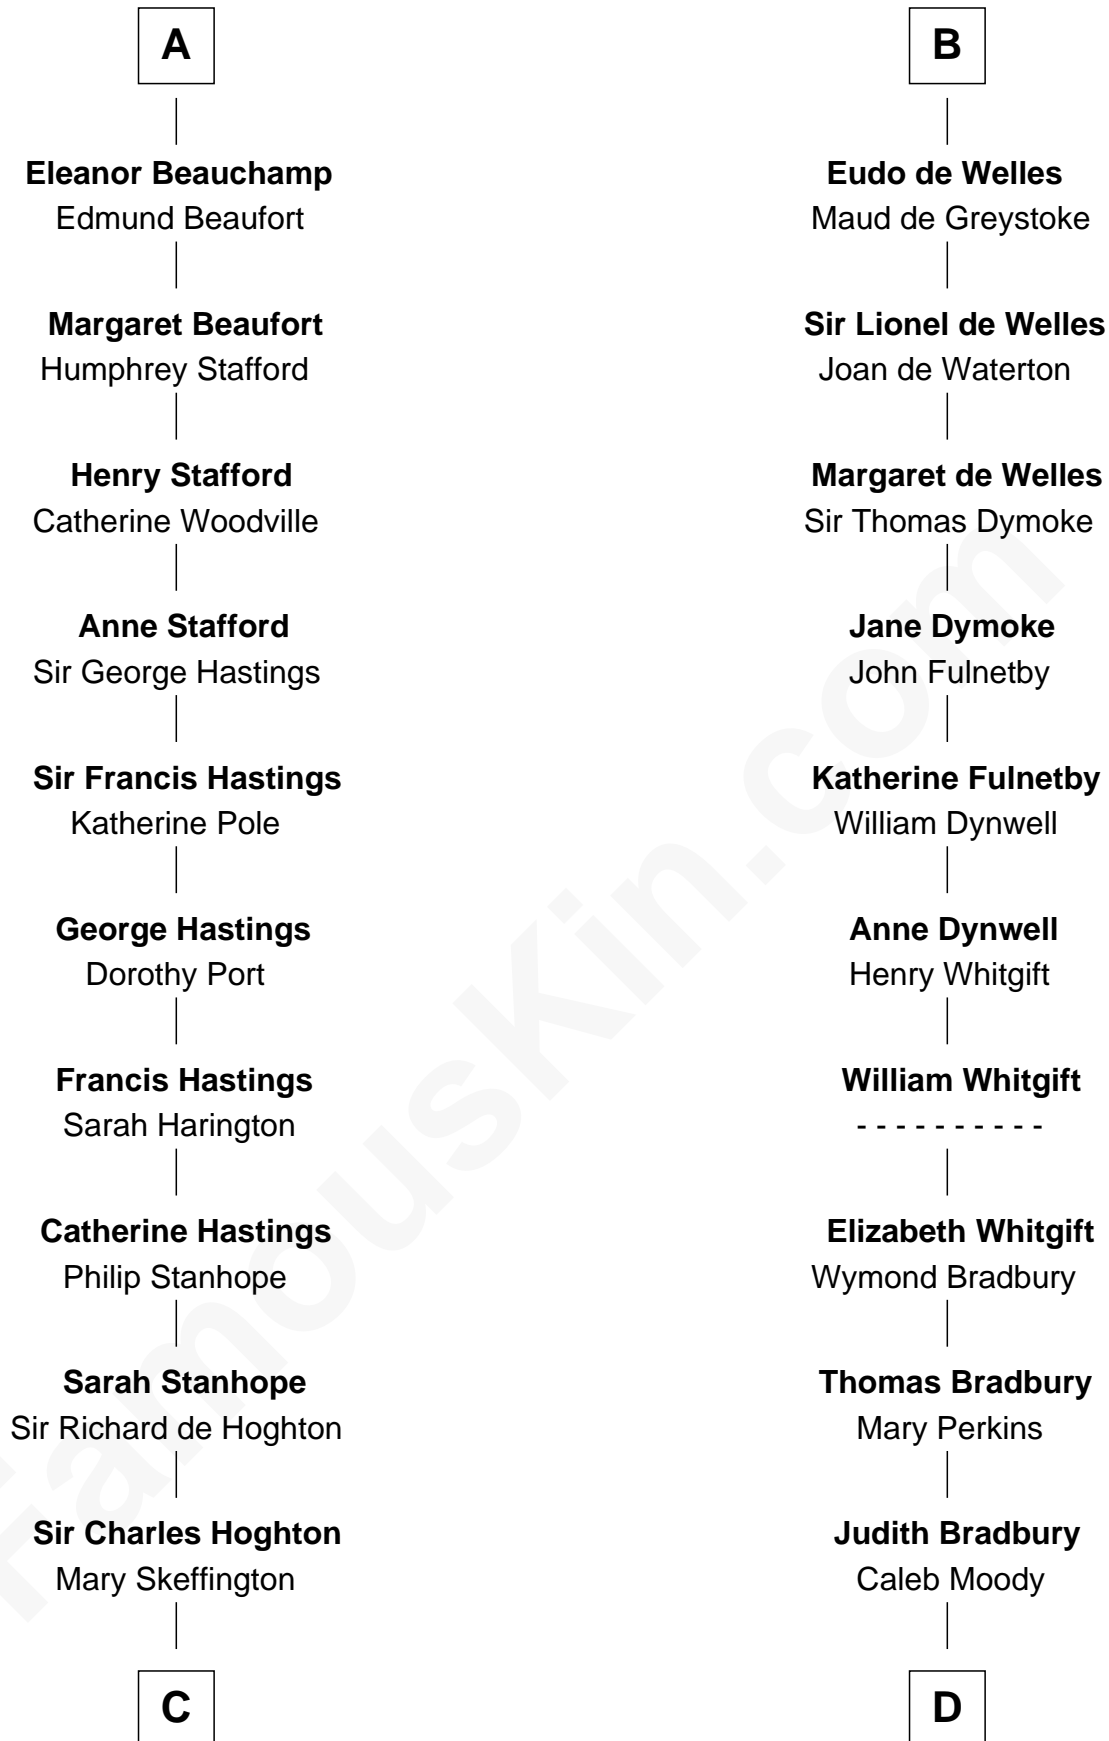 A
Eleanor Beauchamp
Edmund Beaufort
Margaret Beaufort
Humphrey Stafford
Henry Stafford
Catherine Woodville
Anne Stafford
Sir George Hastings
Sir Francis Hastings
Katherine Pole
George Hastings
Dorothy Port
Francis Hastings
Sarah Harington
Catherine Hastings
Philip Stanhope
Sarah Stanhope
Sir Richard de Hoghton
Sir Charles Hoghton
Mary Skeffington
C
B
Eudo de Welles
Maud de Greystoke
Sir Lionel de Welles
Joan de Waterton
Margaret de Welles
Sir Thomas Dymoke
Jane Dymoke
John Fulnetby
Katherine Fulnetby
William Dynwell
Anne Dynwell
Henry Whitgift
William Whitgift
- - - - - - - - - -
Elizabeth Whitgift
Wymond Bradbury
Thomas Bradbury
Mary Perkins
Judith Bradbury
Caleb Moody
D
FamousKin.com